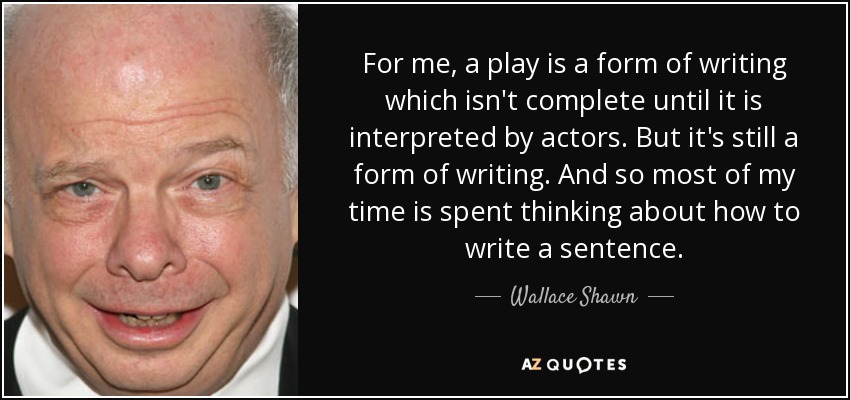 For me, a play is a form of writing
which isn't complete until it is
interpreted by actors. But it's still a
form of writing. And so most of my
time is spent thinking about how to
write a sentence.
Wallace Shawn
AZ QUOTES